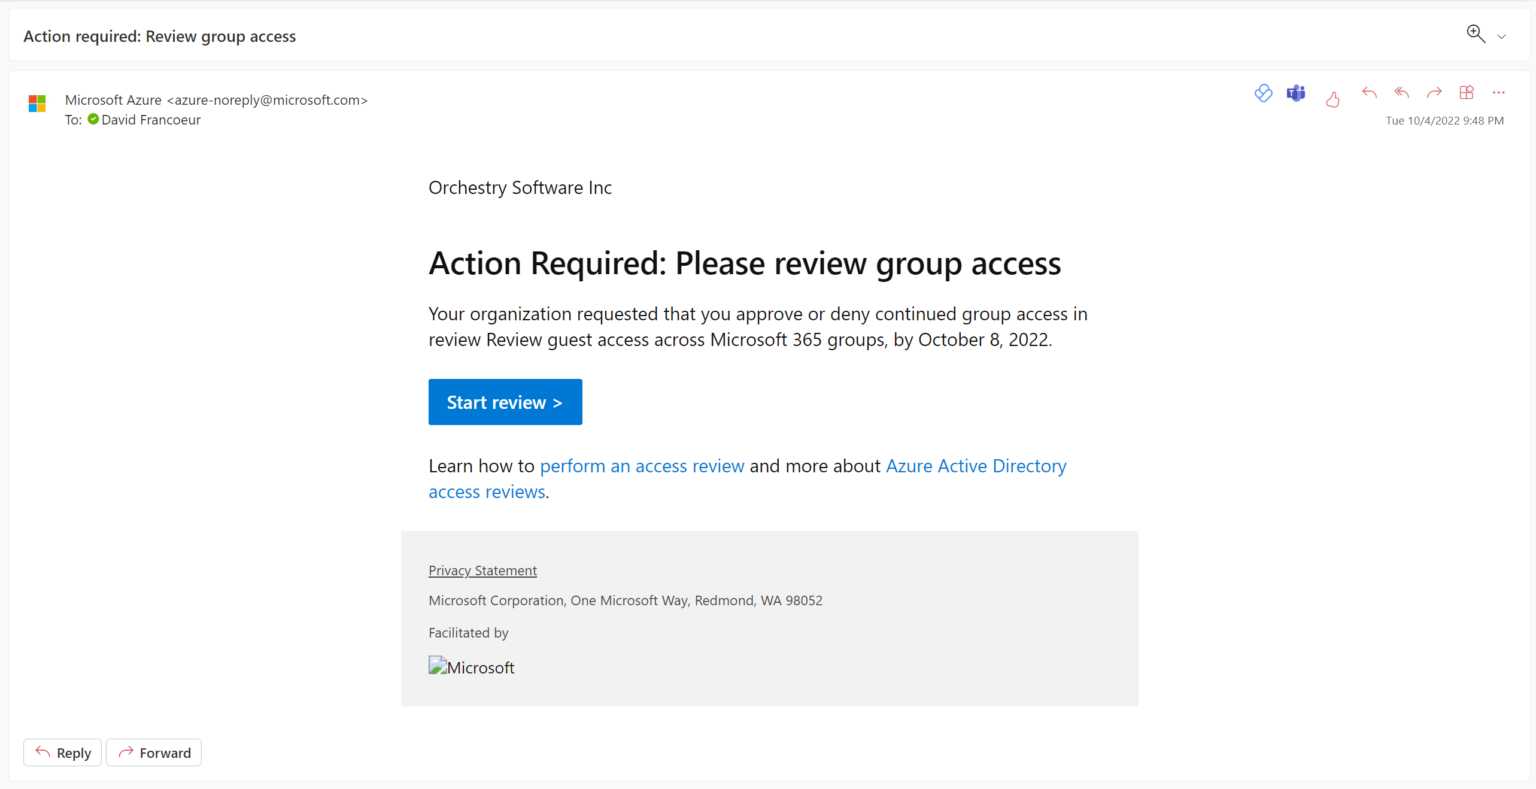 Action required: Review group access
Microsoft Azure <azure-noreply@microsoft.com>
To: David Francoeur
Tue 10/4/2022 9:48 PM
Orchestry Software Inc
Action Required: Please review group access
Your organization requested that you approve or deny continued group access in
review Review guest access across Microsoft 365 groups, by October 8, 2022.
Start review >
Learn how to perform an access review and more about Azure Active Directory
access reviews.
Privacy Statement
Microsoft Corporation, One Microsoft Way, Redmond, WA 98052
Facilitated by
Microsoft
Reply
Forward